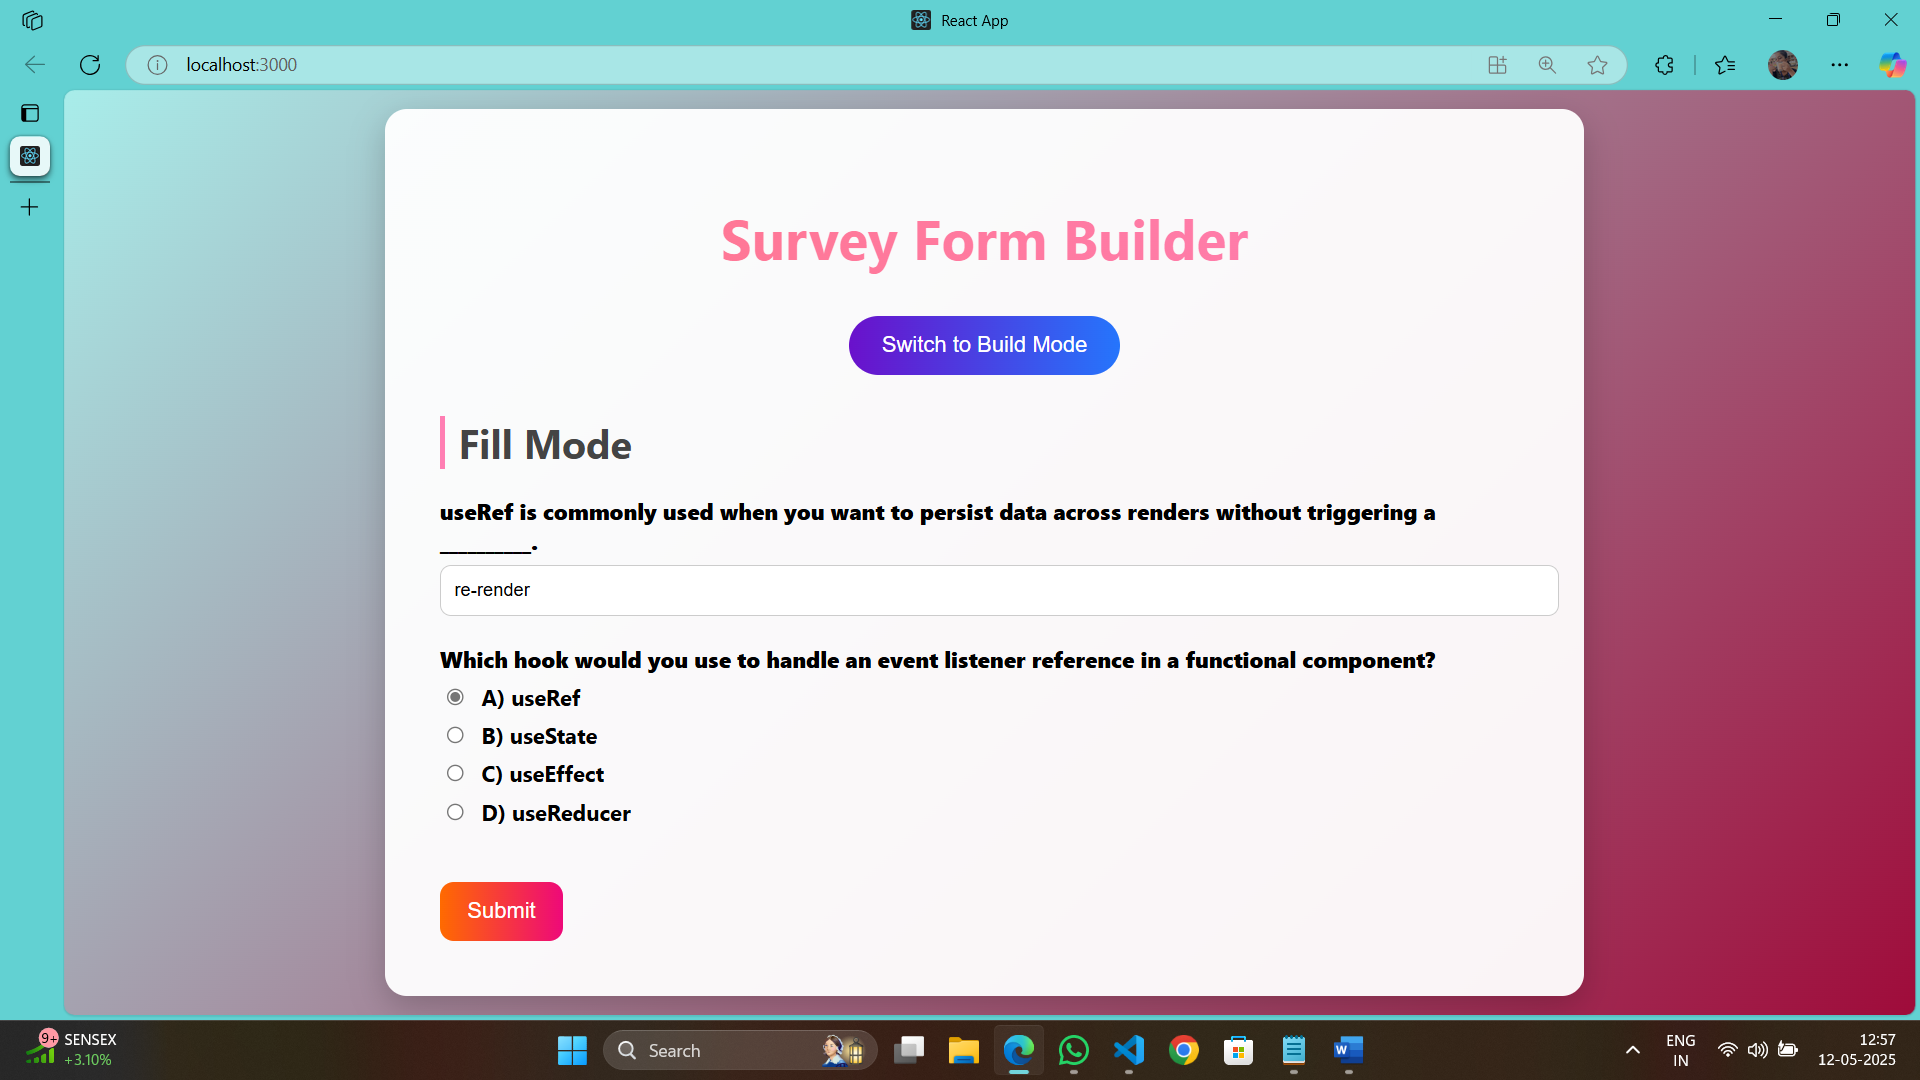 React App
localhost:3000
Survey Form Builder
Switch to Build Mode
Fill Mode
useRef is commonly used when you want to persist data across renders without triggering a
__________.
re-render
Which hook would you use to handle an event listener reference in a functional component?
A) useRef
B) useState
C) useEffect
D) useReducer
Submit
9+
SENSEX
+3.10%
Search
W
ENG
IN
12:57
12-05-2025